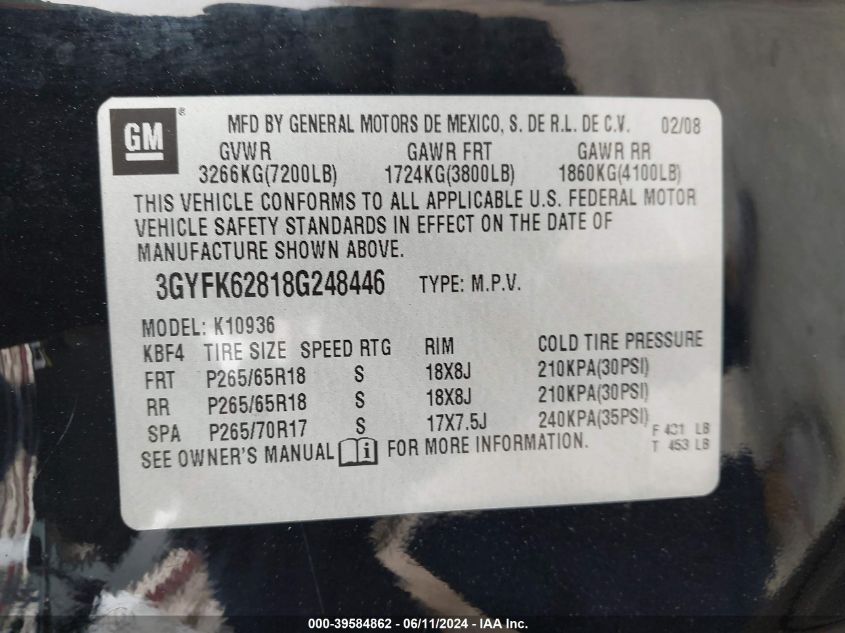 GM®
MFD BY GENERAL MOTORS DE MEXICO, S. DE R.L. DE C.V. 02/08
GVWR GAWR FRT GAWR RR
3266KG(7200LB) 1724KG(3800LB) 1860KG(4100LB)
THIS VEHICLE CONFORMS TO ALL APPLICABLE U.S. FEDERAL MOTOR
VEHICLE SAFETY STANDARDS IN EFFECT ON THE DATE OF
MANUFACTURE SHOWN ABOVE.
3GYFK62818G248446 TYPE: M.P.V.
MODEL: K10936
KBF4 TIRE SIZE SPEED RTG RIM COLD TIRE PRESSURE
FRT P265/65R18 S 18X8J 210KPA(30PSI)
RR P265/65R18 S 18X8J 210KPA(30PSI)
SPA P265/70R17 S 17X7.5J 240KPA(35PSI)
F 431 LB
SEE OWNER'S MANUAL i FOR MORE INFORMATION. T 453 LB
000-39584862 - 06/11/2024 - IAA Inc.